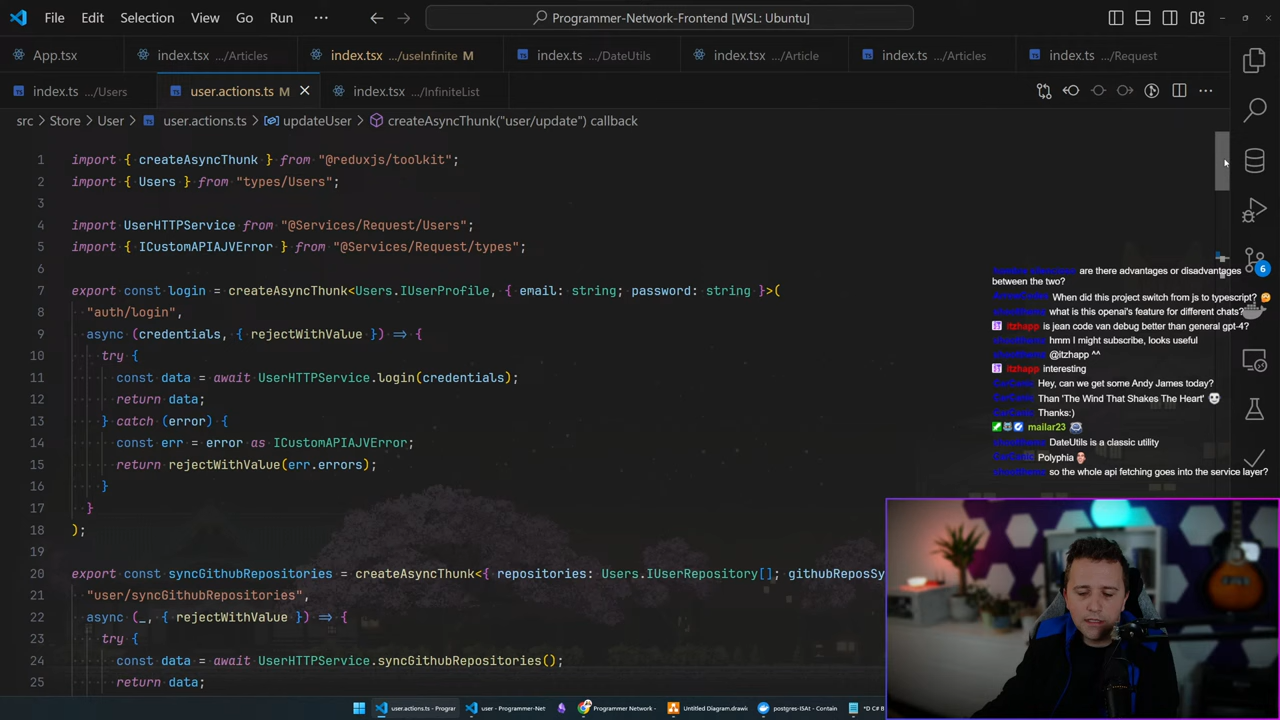 File Edit Selection View Go Run ··· Programmer-Network-Frontend [WSL: Ubuntu]
App.tsx index.tsx .../Articles index.tsx .../useInfinite M index.ts .../DateUtils index.tsx .../Article index.ts .../Articles index.ts .../Request
index.ts .../Users user.actions.ts M index.tsx .../InfiniteList
src > Store > User > user.actions.ts > updateUser > createAsyncThunk("user/update") callback
1 import { createAsyncThunk } from "@reduxjs/toolkit";
2 import { Users } from "types/Users";
3
4 import UserHTTPService from "@Services/Request/Users";
5 import { ICustomAPIAJVError } from "@Services/Request/types";
6
7 export const login = createAsyncThunk<Users.IUserProfile, { email: string; password: string }>(
8 "auth/login",
9 async (credentials, { rejectWithValue }) => {
10 try {
11 const data = await UserHTTPService.login(credentials);
12 return data;
13 } catch (error) {
14 const err = error as ICustomAPIAJVError;
15 return rejectWithValue(err.errors);
16 }
17 }
18 );
19
20 export const syncGithubRepositories = createAsyncThunk<{ repositories: Users.IUserRepository[]; githubReposSy
21 "user/syncGithubRepositories",
22 async (_, { rejectWithValue }) => {
23 try {
24 const data = await UserHTTPService.syncGithubRepositories();
25 return data;
6
are there advantages or disadvantages
between the two?
When did this project switch from js to typescript?
what is this openai's feature for different chats?
itzhapp is jean code van debug better than general gpt-4?
hmm I might subscribe, looks useful
@itzhapp ^^
itzhapp interesting
Hey, can we get some Andy James today?
Than 'The Wind That Shakes The Heart'
Thanks:)
mailar23
DateUtils is a classic utility
Polyphia
so the whole api fetching goes into the service layer?
user.actions.ts - Prograr user - Programmer-Net Programmer Network - Untitled Diagram.drawi postgres-ISAt - Contain *D C# B